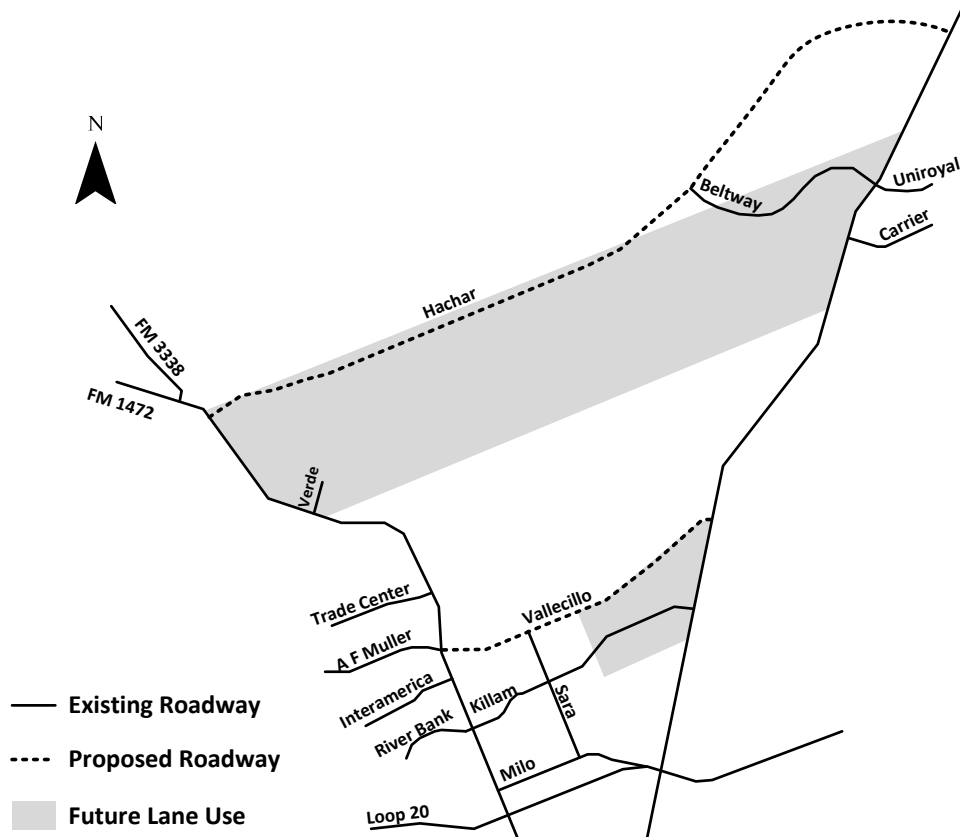 N
Uniroyal
Beltway
Carrier
Hachar
FM 3338
FM 1472
Verde
Trade Center
Vallecillo
A F Muller
Interamerica
Killam
Sara
River Bank
Milo
Loop 20
Existing Roadway
Proposed Roadway
Future Lane Use